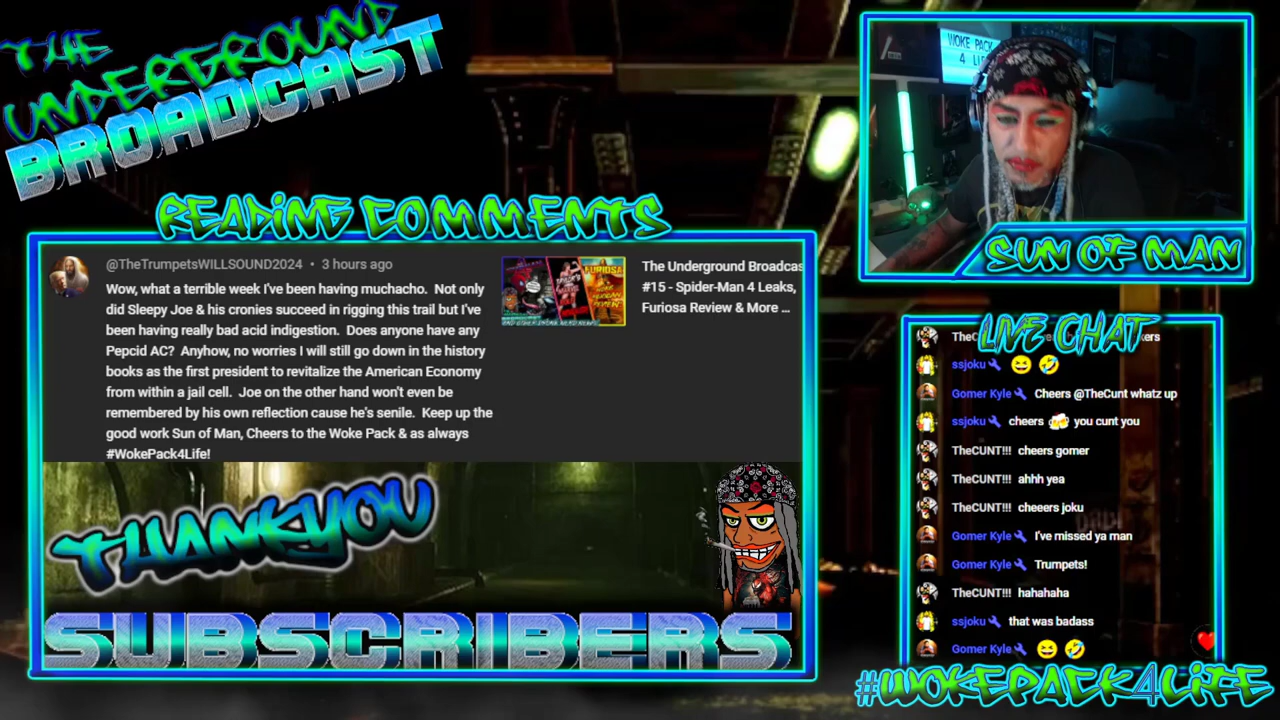 THE
UNDERGROUND
BROADCAST
READING COMMENTS
@TheTrumpetsWILLSOUND2024 • 3 hours ago
Wow, what a terrible week I've been having muchacho. Not only
did Sleepy Joe & his cronies succeed in rigging this trail but I've
been having really bad acid indigestion. Does anyone have any
Pepcid AC? Anyhow, no worries I will still go down in the history
books as the first president to revitalize the American Economy
from within a jail cell. Joe on the other hand won't even be
remembered by his own reflection cause he's senile. Keep up the
good work Sun of Man, Cheers to the Woke Pack & as always
#WokePack4Life!
FURIOSA
The Underground Broadcas
#15 - Spider-Man 4 Leaks,
Furiosa Review & More ...
THANKYOU
SUBSCRIBERS
WOKE PACK
4 LIF
SUN OF MAN
LIVE CHAT
ssjoku 😆 🤣
Gomer Kyle Cheers @TheCunt whatz up
ssjoku cheers 🍻 you cunt you
TheCUNT!!! cheers gomer
TheCUNT!!! ahhh yea
TheCUNT!!! cheeers joku
Gomer Kyle I've missed ya man
Gomer Kyle Trumpets!
TheCUNT!!! hahahaha
ssjoku that was badass
Gomer Kyle 😆 🤣
#WOKEPACK4LIFE